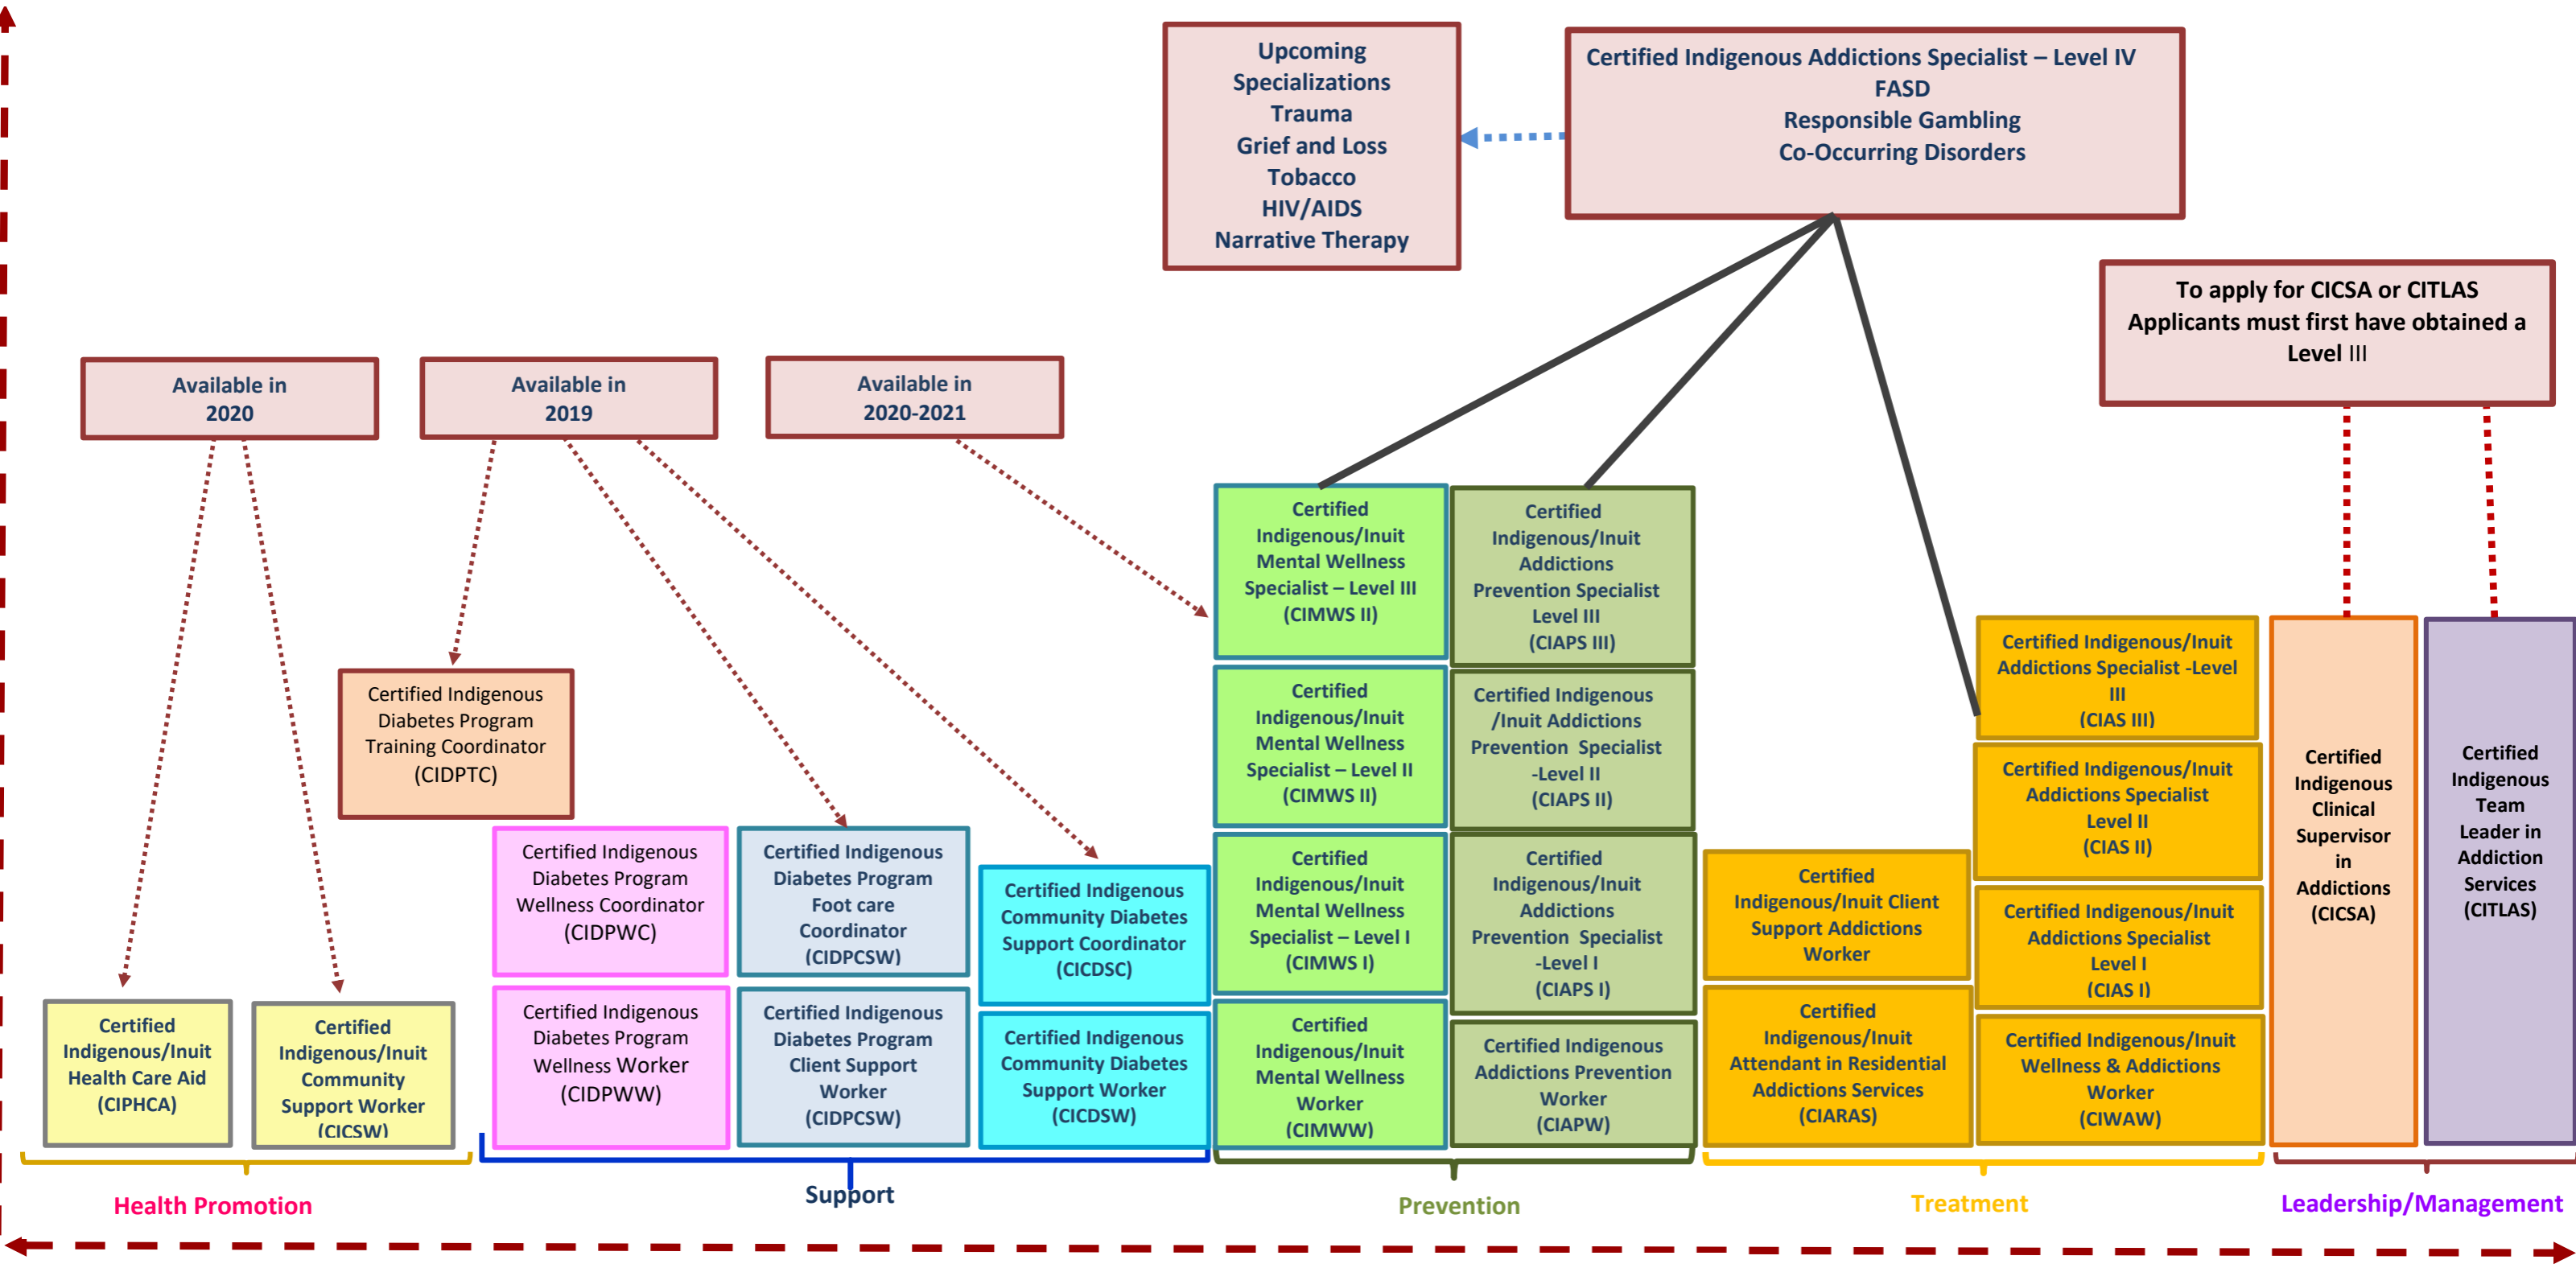 Upcoming
Specializations
Trauma
Grief and Loss
Tobacco
HIV/AIDS
Narrative Therapy
Certified Indigenous Addictions Specialist – Level IV
FASD
Responsible Gambling
Co-Occurring Disorders
To apply for CICSA or CITLAS
Applicants must first have obtained a
Level III
Available in
2020
Available in
2019
Available in
2020-2021
Certified Indigenous
Diabetes Program
Training Coordinator
(CIDPTC)
Certified
Indigenous/Inuit
Health Care Aid
(CIPHCA)
Certified
Indigenous/Inuit
Community
Support Worker
(CICSW)
Certified Indigenous
Diabetes Program
Wellness Coordinator
(CIDPWC)
Certified Indigenous
Diabetes Program
Wellness Worker
(CIDPWW)
Certified Indigenous
Diabetes Program
Foot care
Coordinator
(CIDPCSW)
Certified Indigenous
Diabetes Program
Client Support
Worker
(CIDPCSW)
Certified Indigenous
Community Diabetes
Support Coordinator
(CICDSC)
Certified Indigenous
Community Diabetes
Support Worker
(CICDSW)
Certified
Indigenous/Inuit
Mental Wellness
Specialist – Level III
(CIMWS II)
Certified
Indigenous/Inuit
Mental Wellness
Specialist – Level II
(CIMWS II)
Certified
Indigenous/Inuit
Mental Wellness
Specialist – Level I
(CIMWS I)
Certified
Indigenous/Inuit
Mental Wellness
Worker
(CIMWW)
Certified
Indigenous/Inuit
Addictions
Prevention Specialist
Level III
(CIAPS III)
Certified Indigenous
/Inuit Addictions
Prevention Specialist
-Level II
(CIAPS II)
Certified
Indigenous/Inuit
Addictions
Prevention Specialist
-Level I
(CIAPS I)
Certified Indigenous
Addictions Prevention
Worker
(CIAPW)
Certified
Indigenous/Inuit Client
Support Addictions
Worker
Certified
Indigenous/Inuit
Attendant in Residential
Addictions Services
(CIARAS)
Certified Indigenous/Inuit
Addictions Specialist -Level
III
(CIAS III)
Certified Indigenous/Inuit
Addictions Specialist
Level II
(CIAS II)
Certified Indigenous/Inuit
Addictions Specialist
Level I
(CIAS I)
Certified Indigenous/Inuit
Wellness & Addictions
Worker
(CIWAW)
Certified
Indigenous
Clinical
Supervisor
in
Addictions
(CICSA)
Certified
Indigenous
Team
Leader in
Addiction
Services
(CITLAS)
Health Promotion
Support
Prevention
Treatment
Leadership/Management